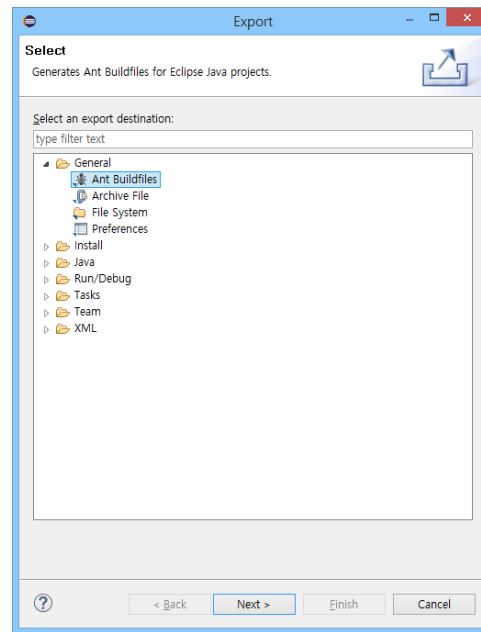 Export
Select
Generates Ant Buildfiles for Eclipse Java projects.
Select an export destination:
type filter text
General
Ant Buildfiles
Archive File
File System
Preferences
Install
Java
Run/Debug
Tasks
Team
XML
? < Back Next > Finish Cancel